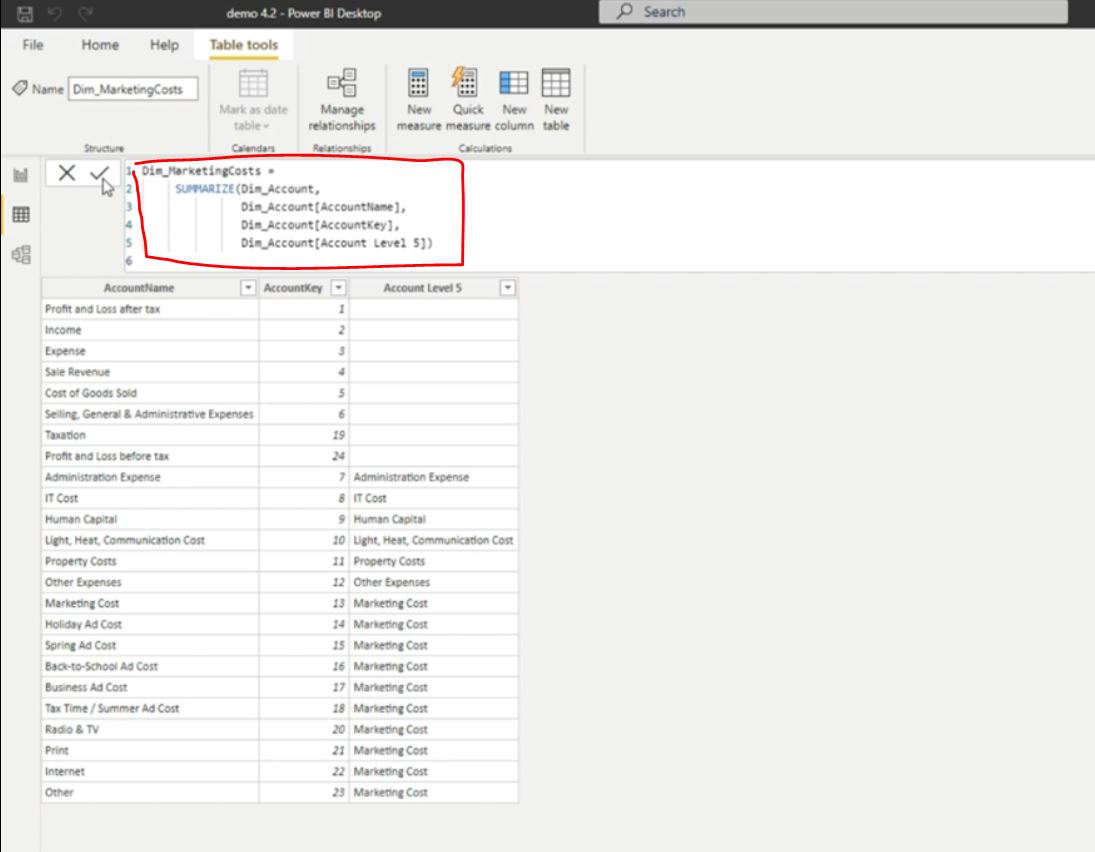 demo 4.2 - Power BI Desktop
Search
File Home Help Table tools
Name Dim_MarketingCosts
Mark as date table
Manage relationships
New measure
Quick measure
New column
New table
Structure Calendars Relationships Calculations
1 Dim_MarketingCosts =
2 SUMMARIZE(Dim_Account,
3 Dim_Account[AccountName],
4 Dim_Account[AccountKey],
5 Dim_Account[Account Level 5])
6
AccountName AccountKey Account Level 5
Profit and Loss after tax 1
Income 2
Expense 3
Sale Revenue 4
Cost of Goods Sold 5
Selling, General & Administrative Expenses 6
Taxation 19
Profit and Loss before tax 24
Administration Expense 7 Administration Expense
IT Cost 8 IT Cost
Human Capital 9 Human Capital
Light, Heat, Communication Cost 10 Light, Heat, Communication Cost
Property Costs 11 Property Costs
Other Expenses 12 Other Expenses
Marketing Cost 13 Marketing Cost
Holiday Ad Cost 14 Marketing Cost
Spring Ad Cost 15 Marketing Cost
Back-to-School Ad Cost 16 Marketing Cost
Business Ad Cost 17 Marketing Cost
Tax Time / Summer Ad Cost 18 Marketing Cost
Radio & TV 20 Marketing Cost
Print 21 Marketing Cost
Internet 22 Marketing Cost
Other 23 Marketing Cost